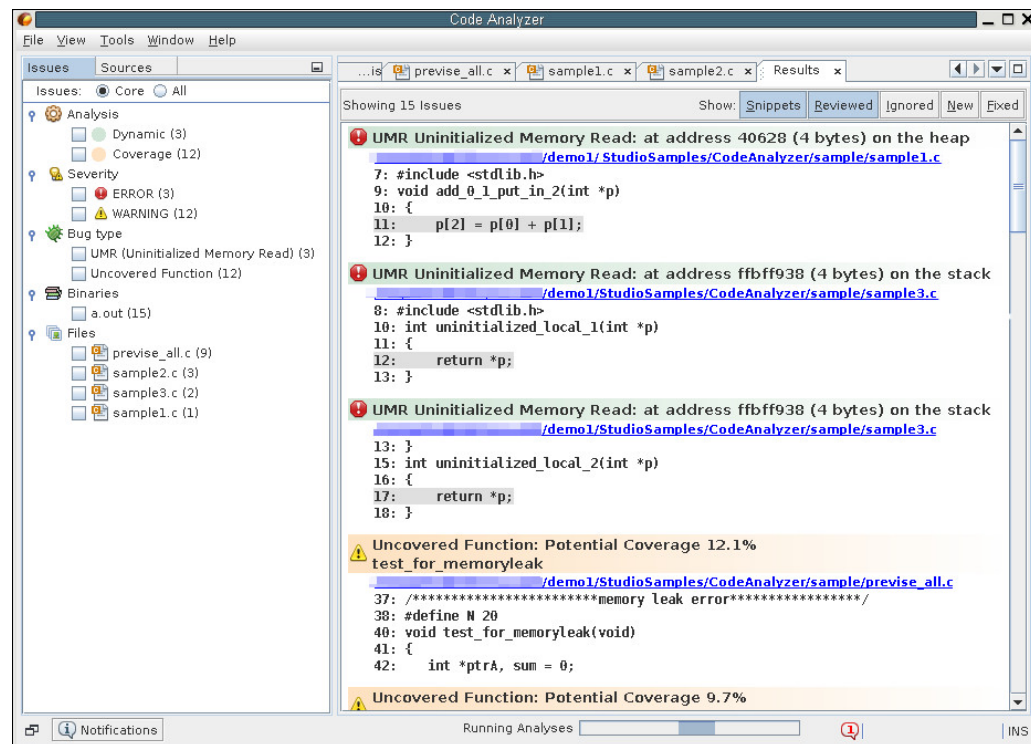 Code Analyzer
File View Tools Window Help
Issues Sources
Issues: Core All
Analysis
Dynamic (3)
Coverage (12)
Severity
ERROR (3)
WARNING (12)
Bug type
UMR (Uninitialized Memory Read) (3)
Uncovered Function (12)
Binaries
a.out (15)
Files
previse_all.c (9)
sample2.c (3)
sample3.c (2)
sample1.c (1)
...is previse_all.c x sample1.c x sample2.c x Results x
Showing 15 Issues Show: Snippets Reviewed Ignored New Fixed
UMR Uninitialized Memory Read: at address 40628 (4 bytes) on the heap
/demo1/ StudioSamples/CodeAnalyzer/sample/sample1.c
7: #include <stdlib.h>
9: void add_0_1_put_in_2(int *p)
10: {
11: p[2] = p[0] + p[1];
12: }
UMR Uninitialized Memory Read: at address ffbff938 (4 bytes) on the stack
/demo1/StudioSamples/CodeAnalyzer/sample/sample3.c
8: #include <stdlib.h>
10: int uninitialized_local_1(int *p)
11: {
12: return *p;
13: }
UMR Uninitialized Memory Read: at address ffbff938 (4 bytes) on the stack
/demo1/StudioSamples/CodeAnalyzer/sample/sample3.c
13: }
15: int uninitialized_local_2(int *p)
16: {
17: return *p;
18: }
Uncovered Function: Potential Coverage 12.1%
test_for_memoryleak
/demo1/StudioSamples/CodeAnalyzer/sample/previse_all.c
37: /************************memory leak error*****************/
38: #define N 20
40: void test_for_memoryleak(void)
41: {
42: int *ptrA, sum = 0;
Uncovered Function: Potential Coverage 9.7%
Notifications Running Analyses 1 INS